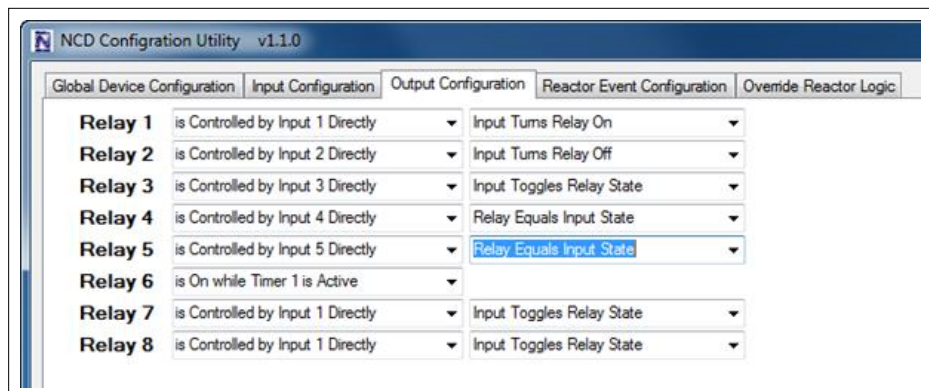 NCD Configration Utility v1.1.0
Global Device Configuration Input Configuration Output Configuration Reactor Event Configuration Override Reactor Logic
Relay 1 is Controlled by Input 1 Directly Input Turns Relay On
Relay 2 is Controlled by Input 2 Directly Input Turns Relay Off
Relay 3 is Controlled by Input 3 Directly Input Toggles Relay State
Relay 4 is Controlled by Input 4 Directly Relay Equals Input State
Relay 5 is Controlled by Input 5 Directly Relay Equals Input State
Relay 6 is On while Timer 1 is Active
Relay 7 is Controlled by Input 1 Directly Input Toggles Relay State
Relay 8 is Controlled by Input 1 Directly Input Toggles Relay State